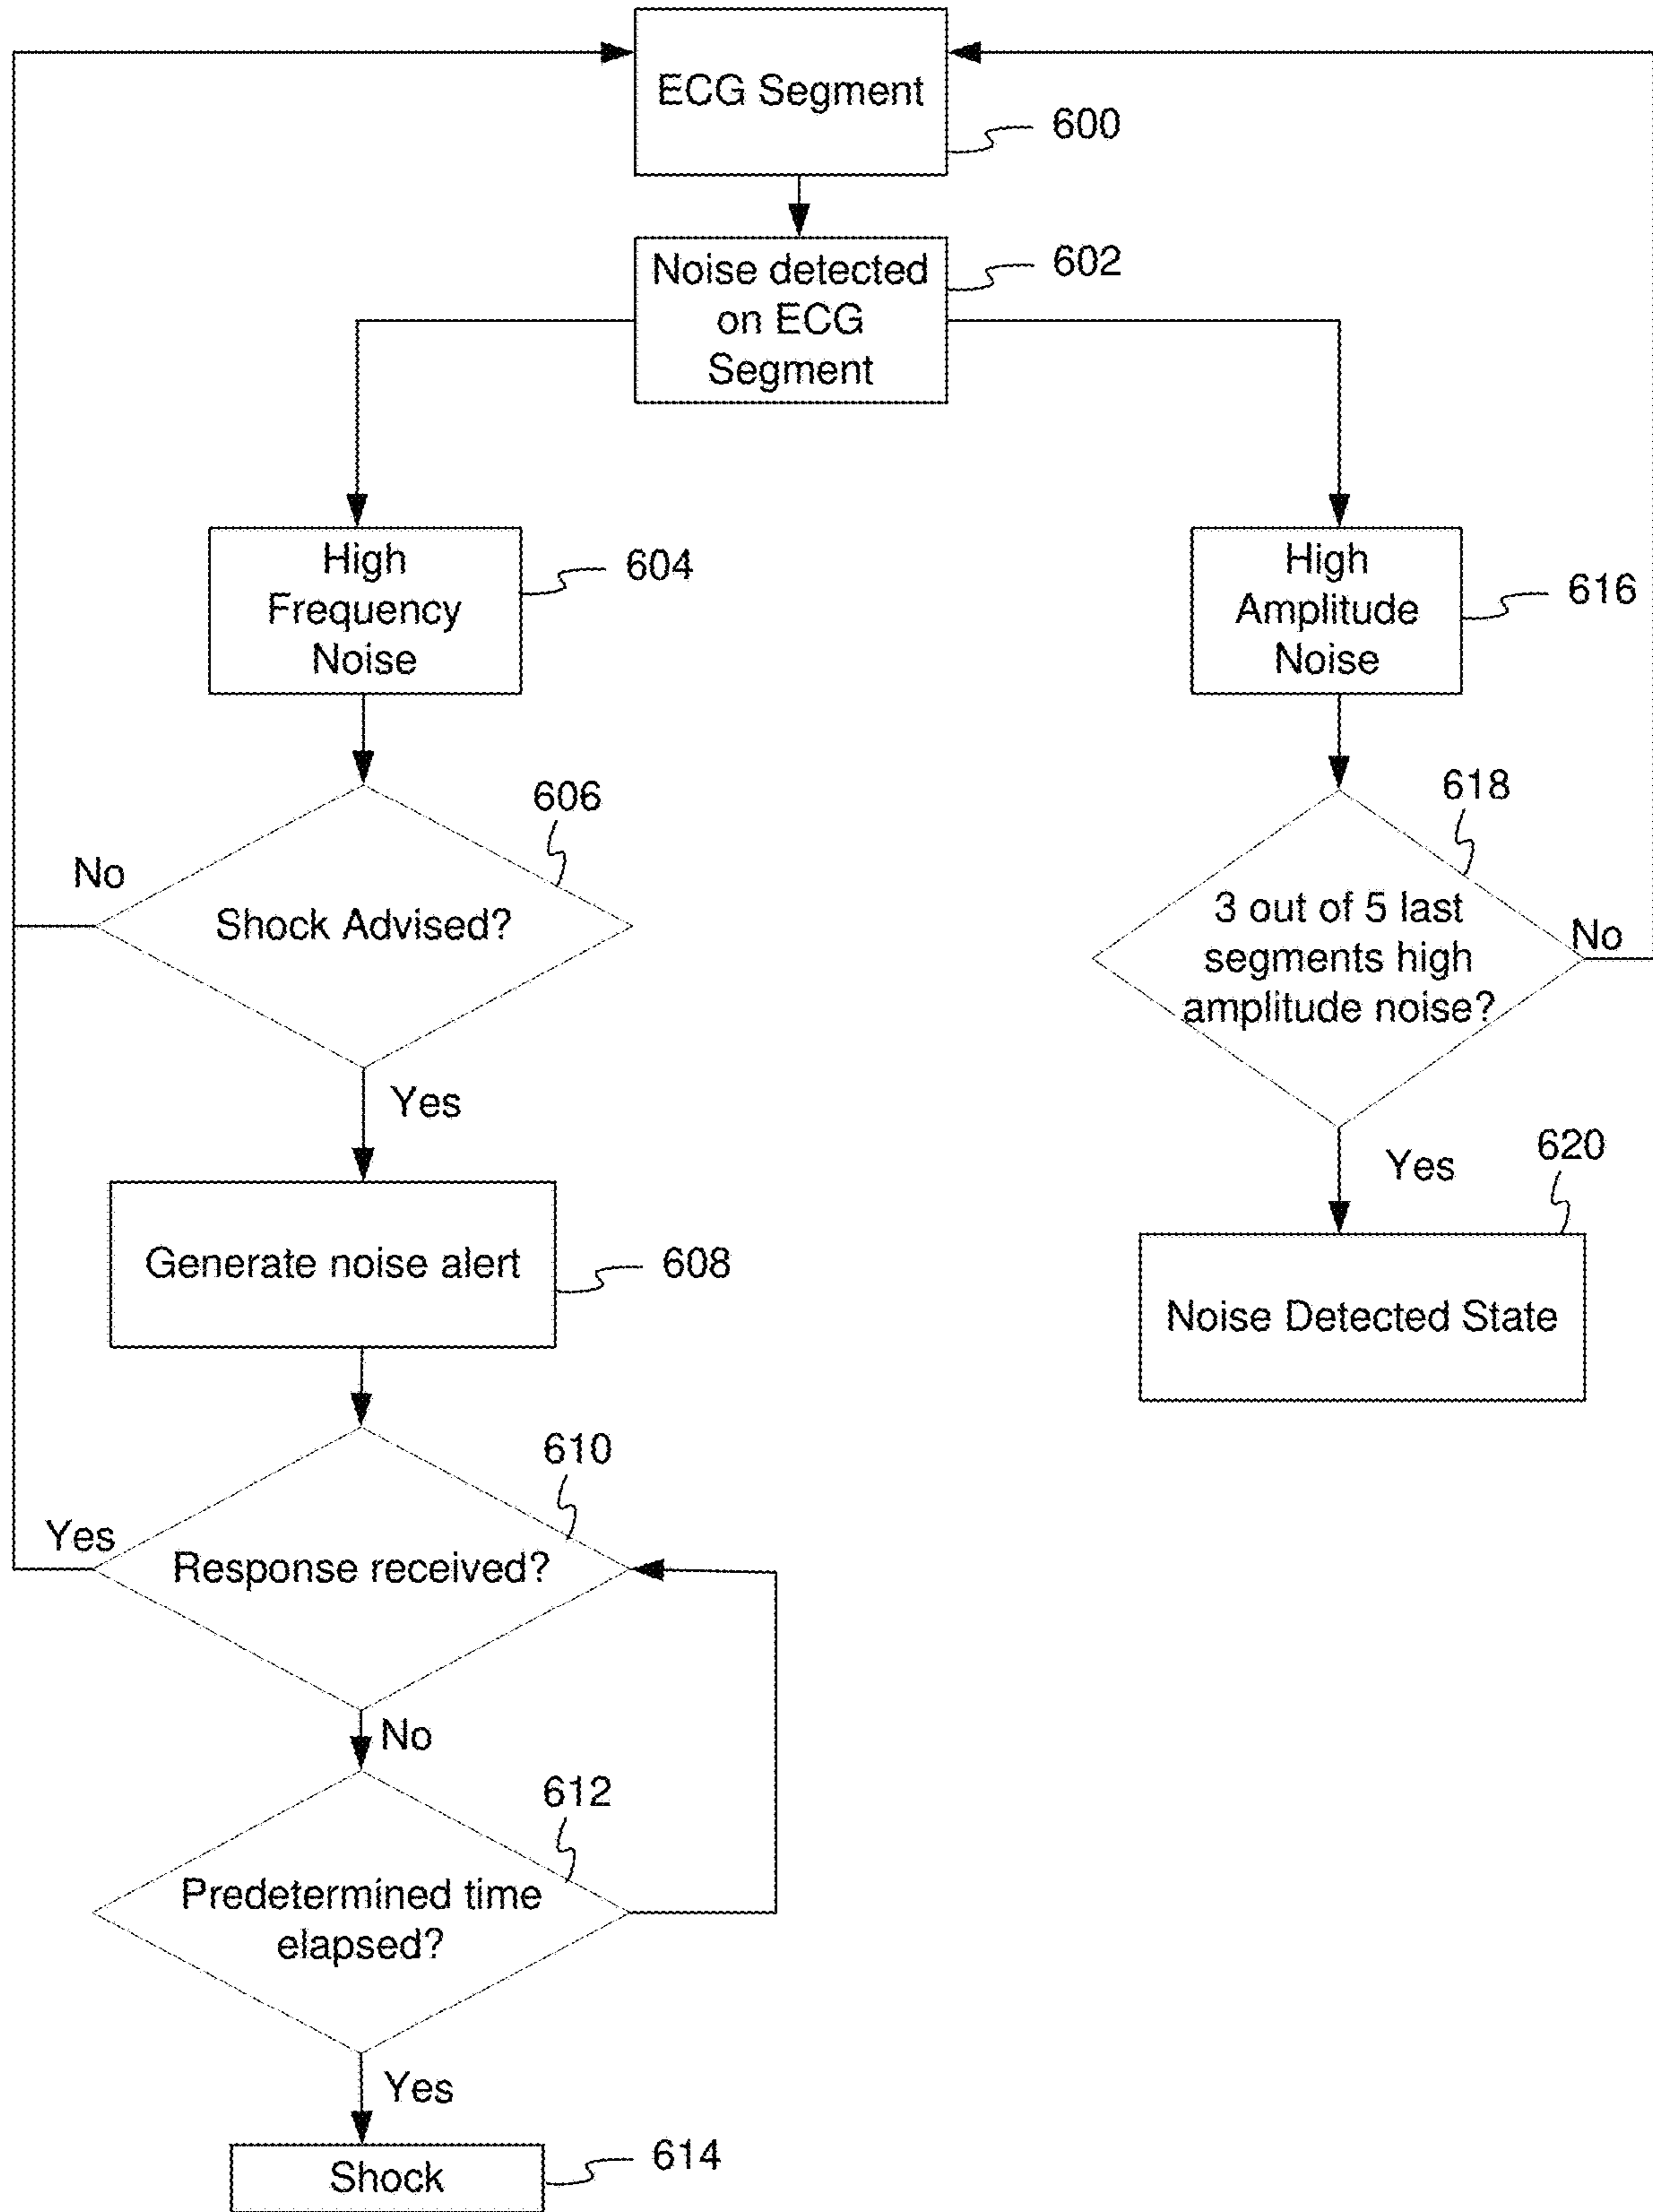 ECG Segment
600
Noise detected
on ECG
Segment
602
High
Frequency
Noise
604
High
Amplitude
Noise
616
606
No
Shock Advised?
Yes
618
3 out of 5 last
segments high
amplitude noise?
No
Yes
Generate noise alert
608
620
Noise Detected State
610
Yes
Response received?
No
612
Predetermined time
elapsed?
Yes
Shock
614